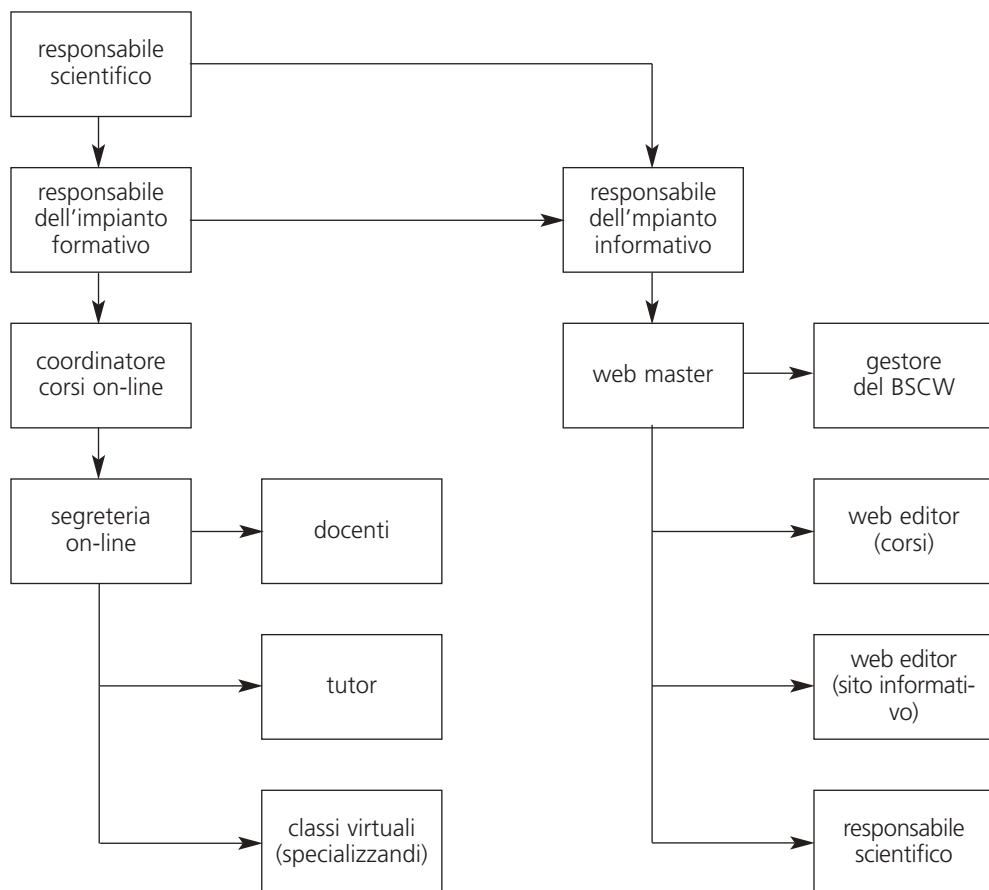 responsabile
scientifico
responsabile
dell'impianto
formativo
responsabile
dell'mpianto
informativo
coordinatore
corsi on-line
web master
gestore
del BSCW
segreteria
on-line
docenti
web editor
(corsi)
tutor
web editor
(sito informati-
vo)
classi virtuali
(specializzandi)
responsabile
scientifico